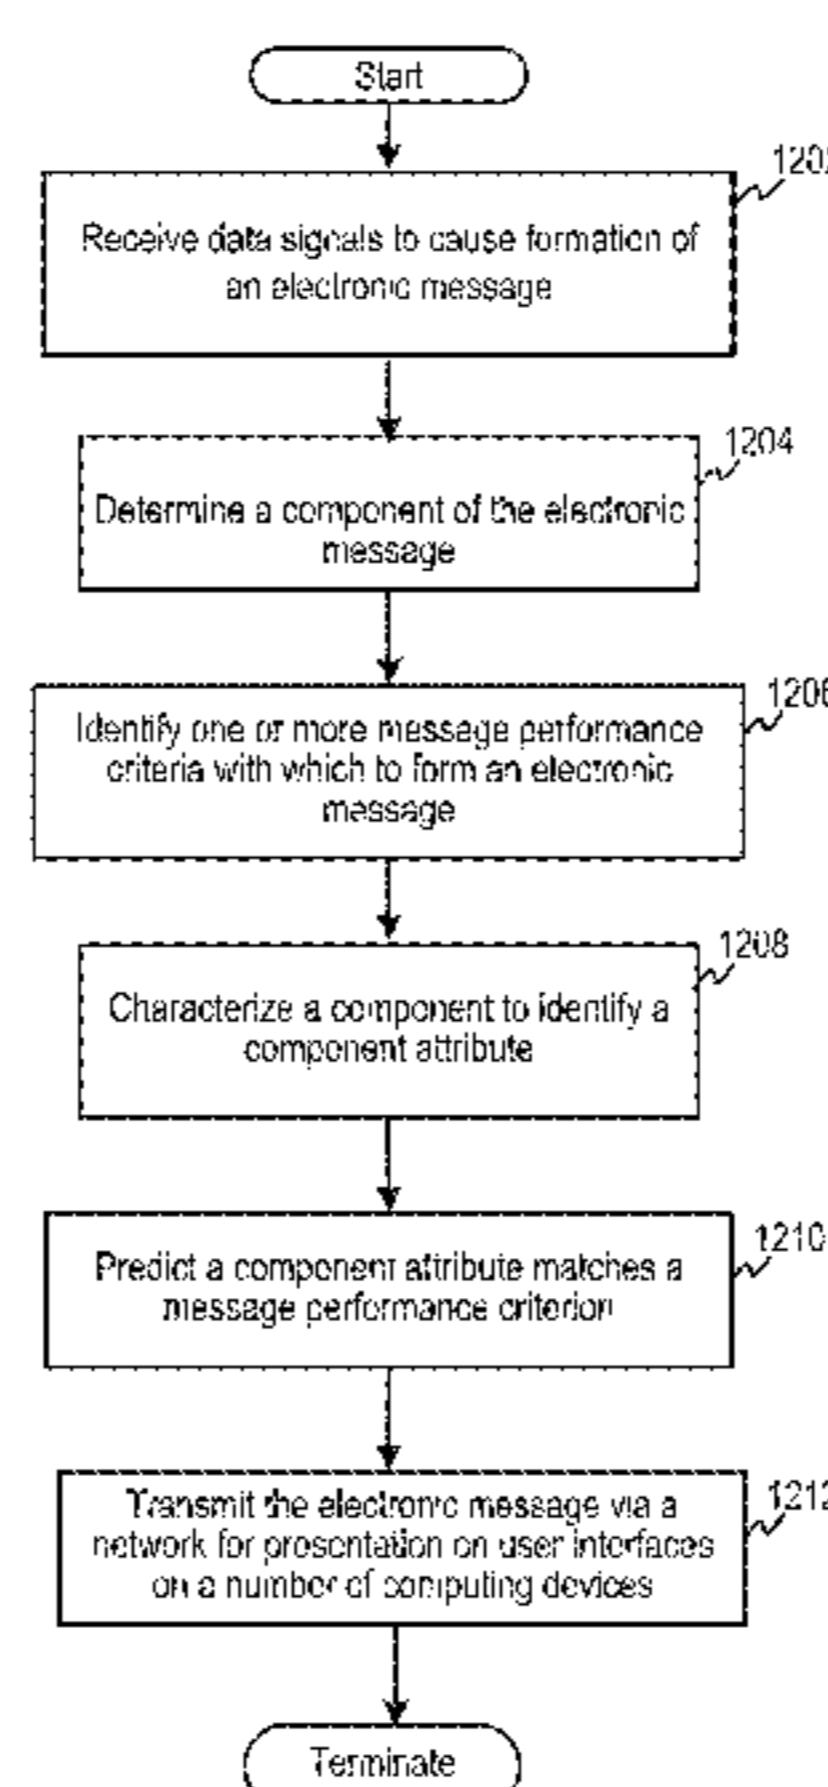 Start
1202
Receive data signals to cause formation of
an electronic message
1204
Determine a component of the electronic
message
1206
Identify one or more message performance
criteria with which to form an electronic
message
1208
Characterize a component to identify a
component attribute
1210
Predict a component attribute matches a
message performance criterion
1212
Transmit the electronic message via a
network for presentation on user interfaces
on a number of computing devices
Terminate